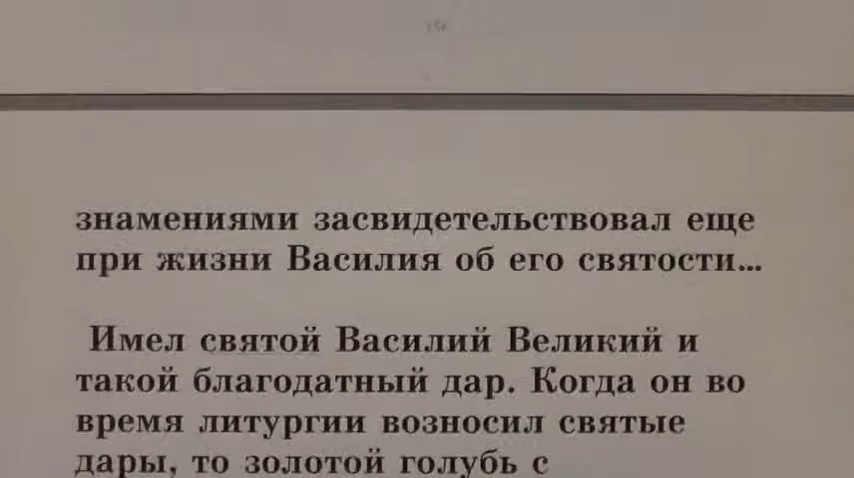 знамениями засвидетельствовал еще
при жизни Василия об его святости...
Имел святой Василий Великий и
такой благодатный дар. Когда он во
время литургии возносил святые
дары, то золотой голубь с